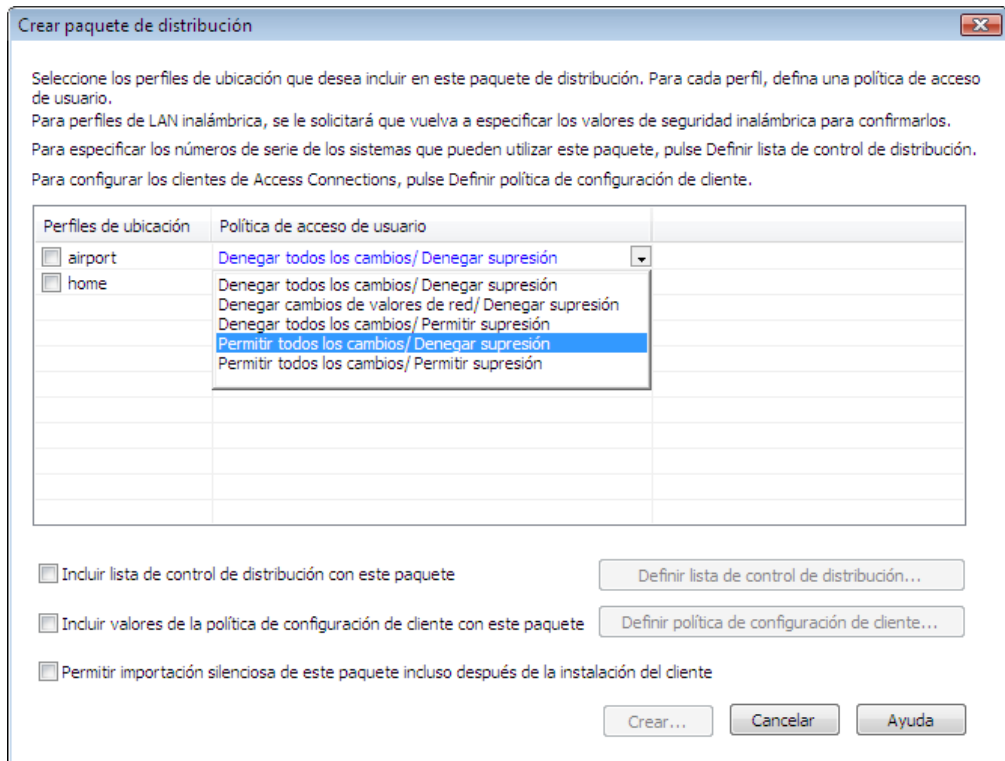 Crear paquete de distribución
Seleccione los perfiles de ubicación que desea incluir en este paquete de distribución. Para cada perfil, defina una política de acceso
de usuario.
Para perfiles de LAN inalámbrica, se le solicitará que vuelva a especificar los valores de seguridad inalámbrica para confirmarlos.
Para especificar los números de serie de los sistemas que pueden utilizar este paquete, pulse Definir lista de control de distribución.
Para configurar los clientes de Access Connections, pulse Definir política de configuración de cliente.
Perfiles de ubicación Política de acceso de usuario
airport Denegar todos los cambios/ Denegar supresión
home Denegar todos los cambios/ Denegar supresión
Denegar cambios de valores de red/ Denegar supresión
Denegar todos los cambios/ Permitir supresión
Permitir todos los cambios/ Denegar supresión
Permitir todos los cambios/ Permitir supresión
Incluir lista de control de distribución con este paquete Definir lista de control de distribución...
Incluir valores de la política de configuración de cliente con este paquete Definir política de configuración de cliente...
Permitir importación silenciosa de este paquete incluso después de la instalación del cliente
Crear... Cancelar Ayuda